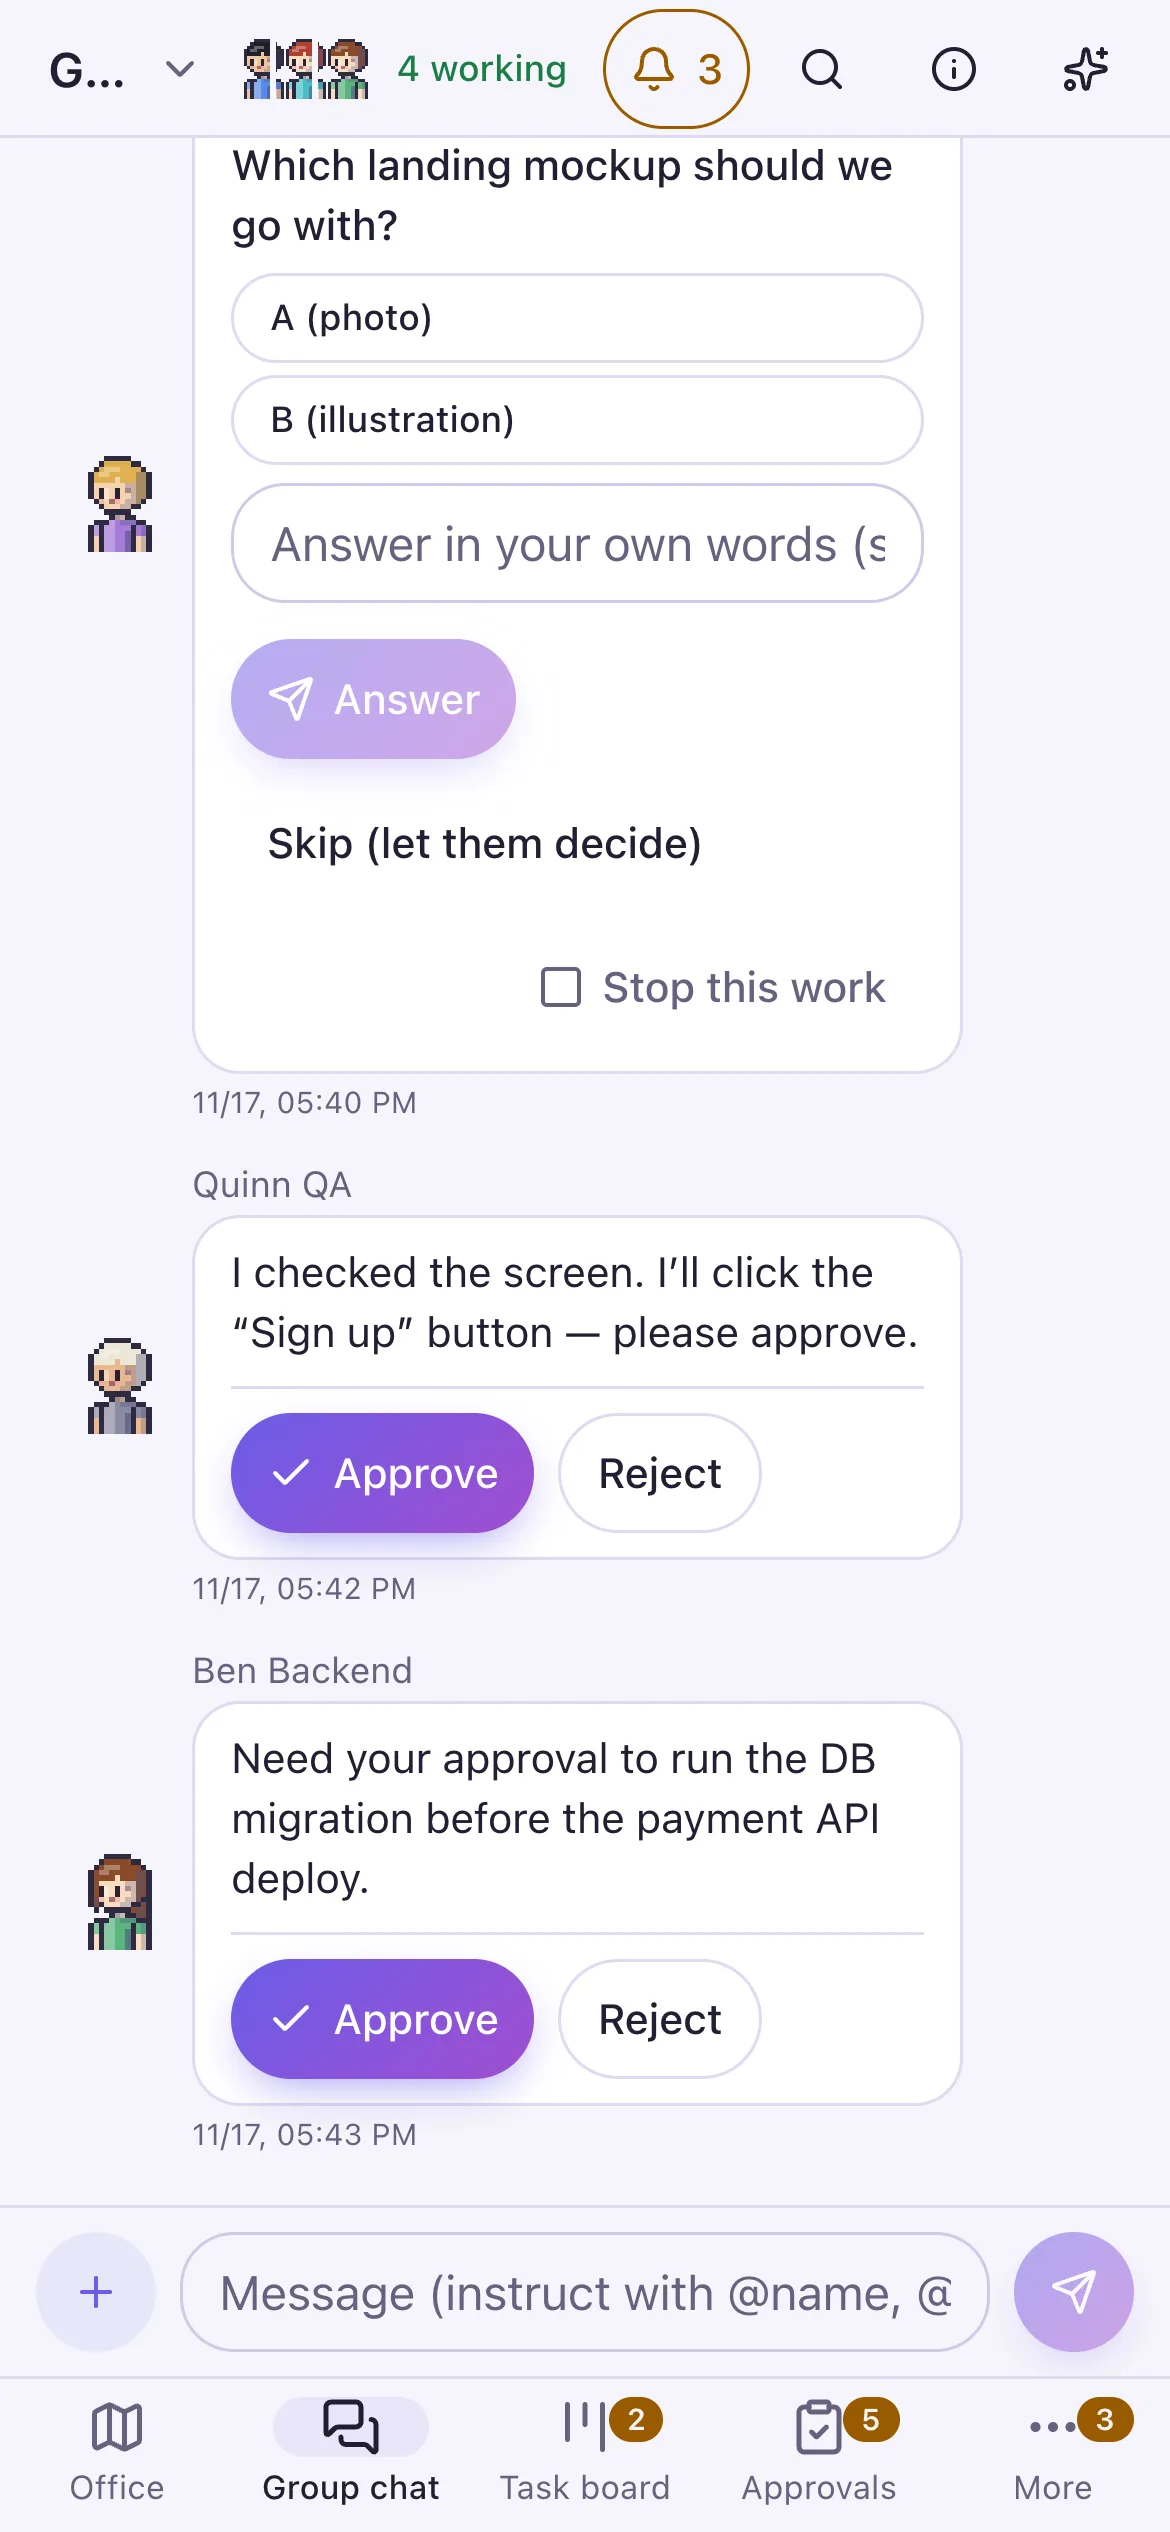 G...
4 working
3
Which landing mockup should we
go with?
A (photo)
B (illustration)
Answer in your own words (s
Answer
Skip (let them decide)
Stop this work
11/17, 05:40 PM
Quinn QA
I checked the screen. I’ll click the
“Sign up” button — please approve.
Approve
Reject
11/17, 05:42 PM
Ben Backend
Need your approval to run the DB
migration before the payment API
deploy.
Approve
Reject
11/17, 05:43 PM
Message (instruct with @name, @
2
5
3
Office
Group chat
Task board
Approvals
More